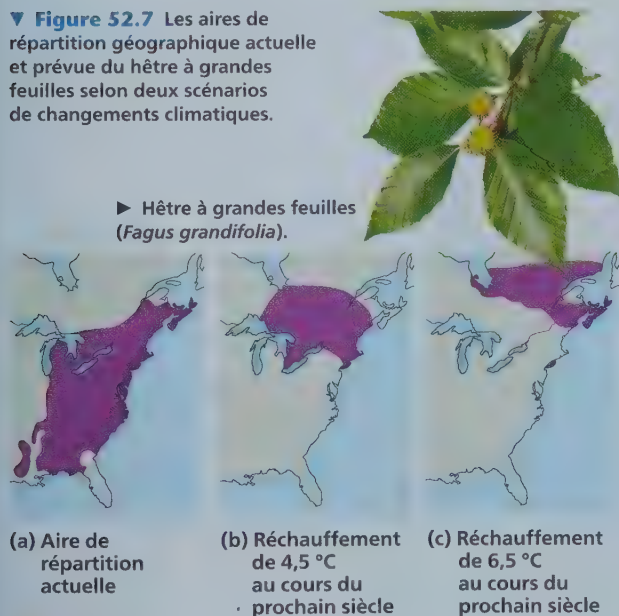 ▼ Figure 52.7 Les aires de
répartition géographique actuelle
et prévue du hêtre à grandes
feuilles selon deux scénarios
de changements climatiques.
► Hêtre à grandes feuilles
(Fagus grandifolia).
(a) Aire de
répartition
actuelle
(b) Réchauffement
de 4,5 °C
au cours du
prochain siècle
(c) Réchauffement
de 6,5 °C
au cours du
prochain siècle